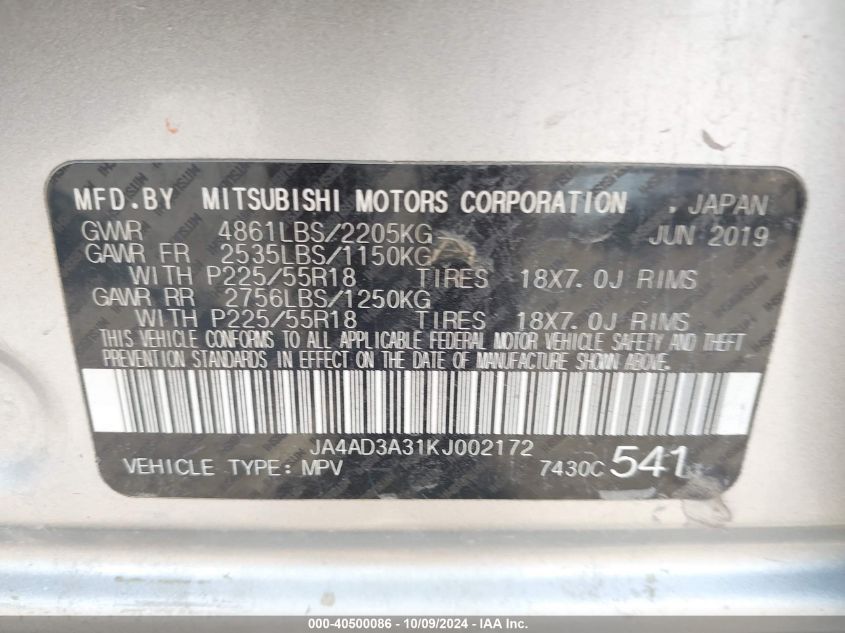 MFD.BY MITSUBISHI MOTORS CORPORATION , JAPAN
GVWR 4861LBS/2205KG JUN 2019
GAWR FR 2535LBS/1150KG
WITH P225/55R18 TIRES 18X7.0J RIMS
GAWR RR 2756LBS/1250KG
WITH P225/55R18 TIRES 18X7.0J RIMS
THIS VEHICLE CONFORMS TO ALL APPLICABLE FEDERAL MOTOR VEHICLE SAFETY AND THEFT
PREVENTION STANDARDS IN EFFECT ON THE DATE OF MANUFACTURE SHOWN ABOVE.
JA4AD3A31KJ002172
VEHICLE TYPE:MPV 7430C 541
000-40500086 - 10/09/2024 - IAA Inc.